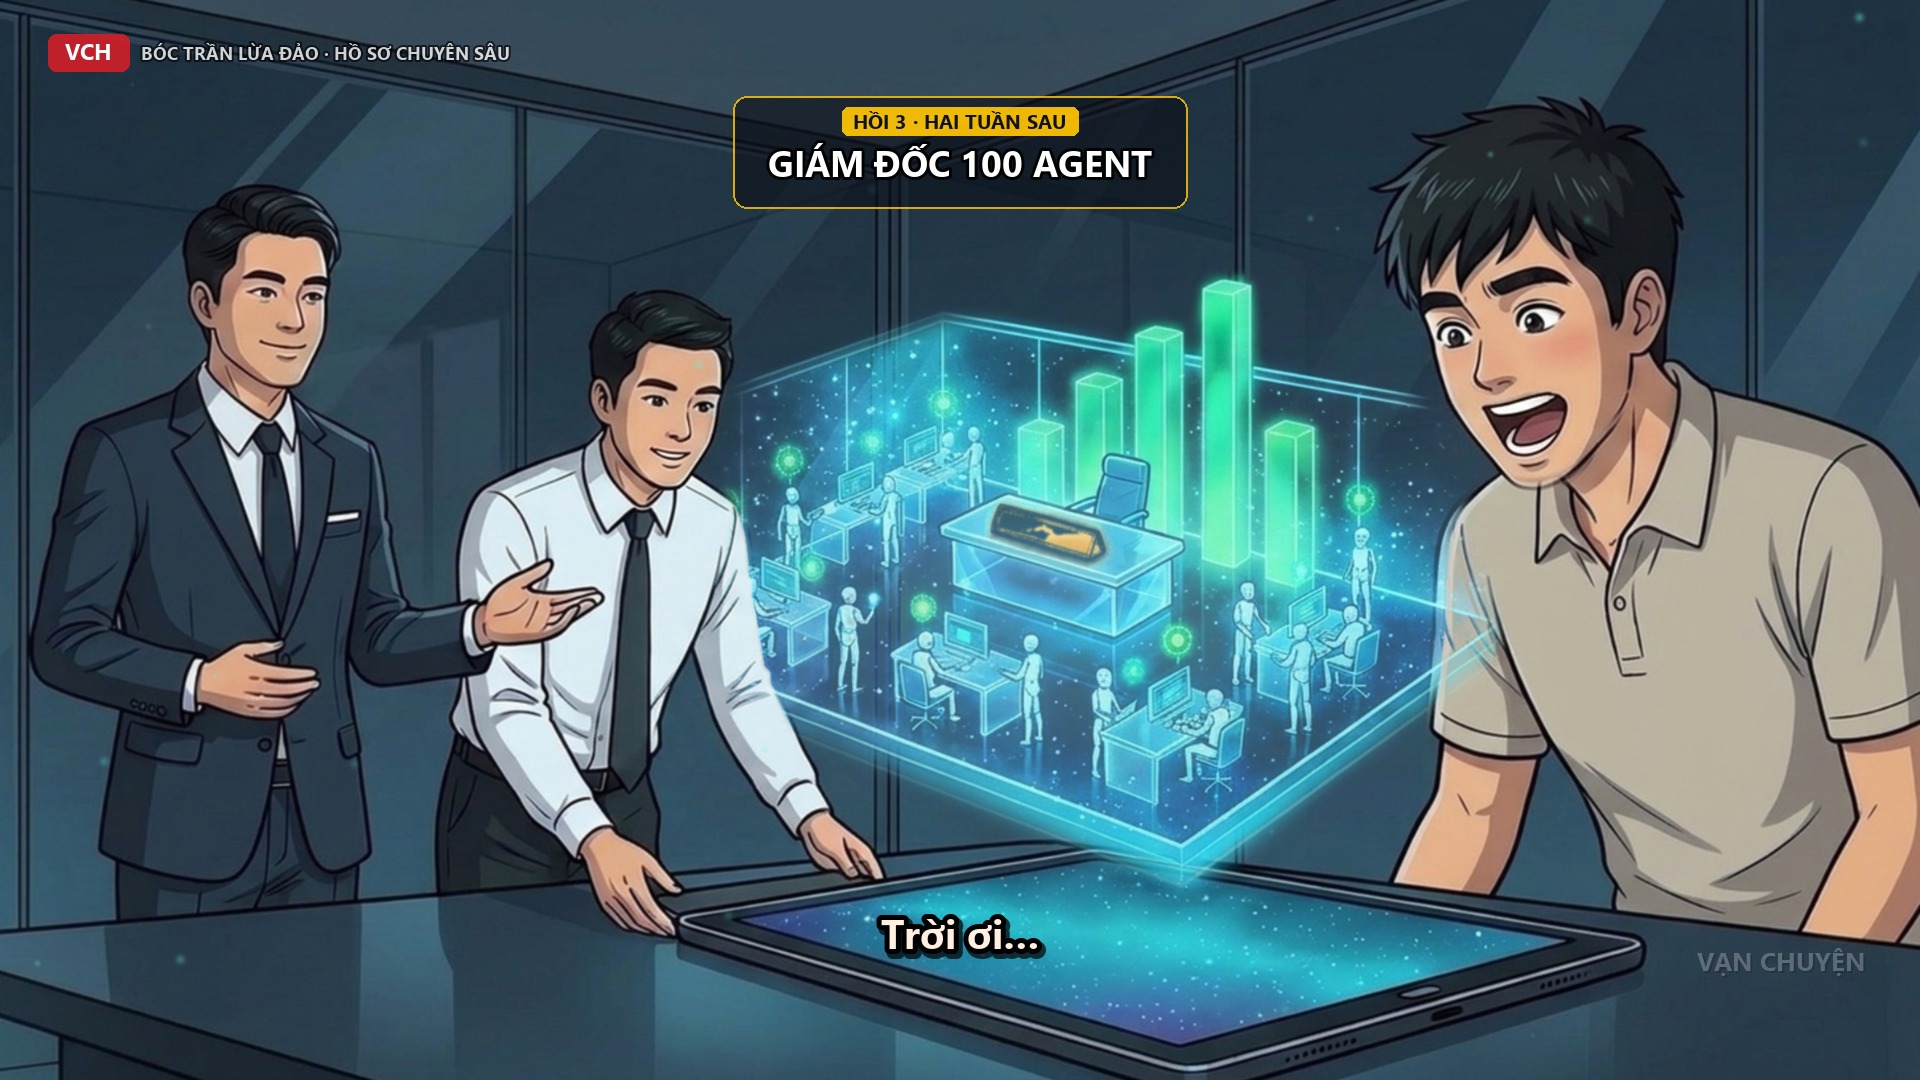 VCH BÓC TRẦN LỪA ĐẢO · HỒ SƠ CHUYÊN SÂU
HỒI 3 · HAI TUẦN SAU
GIÁM ĐỐC 100 AGENT
Trời ơi...
VẠN CHUYỆN